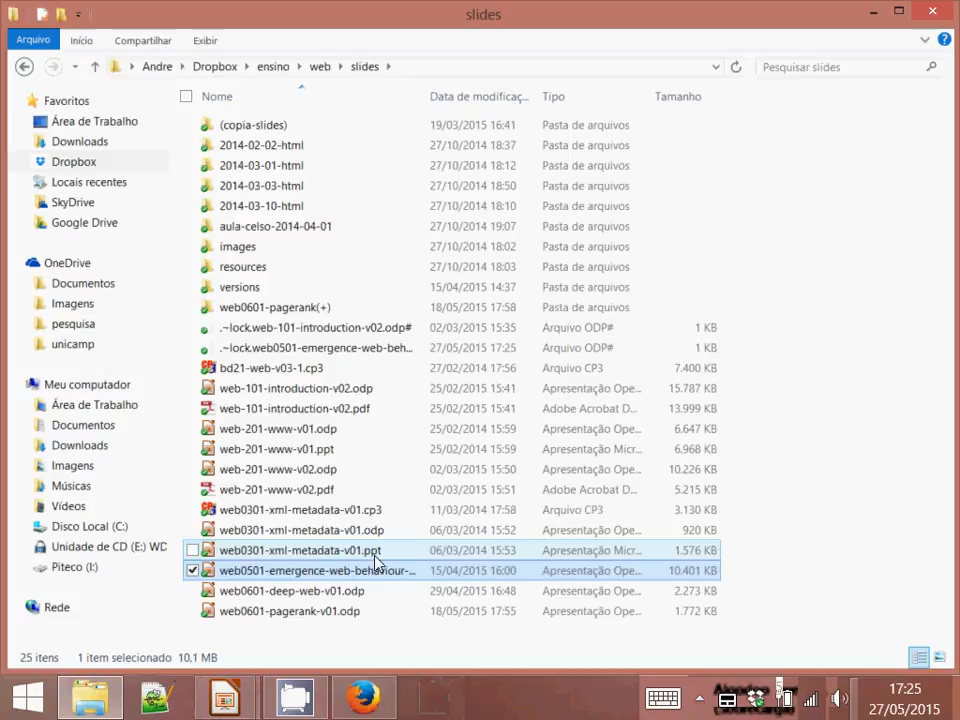 slides
Arquivo Início Compartilhar Exibir
Andre Dropbox ensino web slides
Pesquisar slides
Favoritos
Área de Trabalho
Downloads
Dropbox
Locais recentes
SkyDrive
Google Drive
OneDrive
Documentos
Imagens
pesquisa
unicamp
Meu computador
Área de Trabalho
Documentos
Downloads
Imagens
Músicas
Vídeos
Disco Local (C:)
Unidade de CD (E:) WD
Piteco (I:)
Rede
Nome Data de modificaç... Tipo Tamanho
(copia-slides) 19/03/2015 16:41 Pasta de arquivos
2014-02-02-html 27/10/2014 18:37 Pasta de arquivos
2014-03-01-html 27/10/2014 18:12 Pasta de arquivos
2014-03-03-html 27/10/2014 18:50 Pasta de arquivos
2014-03-10-html 27/10/2014 18:10 Pasta de arquivos
aula-celso-2014-04-01 27/10/2014 19:07 Pasta de arquivos
images 27/10/2014 18:02 Pasta de arquivos
resources 27/10/2014 18:03 Pasta de arquivos
versions 15/04/2015 14:37 Pasta de arquivos
web0601-pagerank(+) 18/05/2015 17:58 Pasta de arquivos
.~lock.web-101-introduction-v02.odp# 02/03/2015 15:35 Arquivo ODP# 1 KB
.~lock.web0501-emergence-web-beh... 27/05/2015 17:25 Arquivo ODP# 1 KB
bd21-web-v03-1.cp3 27/02/2014 17:56 Arquivo CP3 7.400 KB
web-101-introduction-v02.odp 25/02/2015 15:41 Apresentação Ope... 15.787 KB
web-101-introduction-v02.pdf 25/02/2015 15:41 Adobe Acrobat D... 13.999 KB
web-201-www-v01.odp 25/02/2014 15:59 Apresentação Ope... 6.647 KB
web-201-www-v01.ppt 25/02/2014 15:59 Apresentação Micr... 6.968 KB
web-201-www-v02.odp 02/03/2015 15:50 Apresentação Ope... 10.226 KB
web-201-www-v02.pdf 02/03/2015 15:51 Adobe Acrobat D... 5.215 KB
web0301-xml-metadata-v01.cp3 11/03/2014 17:58 Arquivo CP3 3.130 KB
web0301-xml-metadata-v01.odp 06/03/2014 15:52 Apresentação Ope... 920 KB
web0301-xml-metadata-v01.ppt 06/03/2014 15:53 Apresentação Micr... 1.576 KB
web0501-emergence-web-behaviour-... 15/04/2015 16:00 Apresentação Ope... 10.401 KB
web0601-deep-web-v01.odp 29/04/2015 16:48 Apresentação Ope... 2.273 KB
web0601-pagerank-v01.odp 18/05/2015 17:55 Apresentação Ope... 1.772 KB
25 itens 1 item selecionado 10,1 MB
17:25
27/05/2015